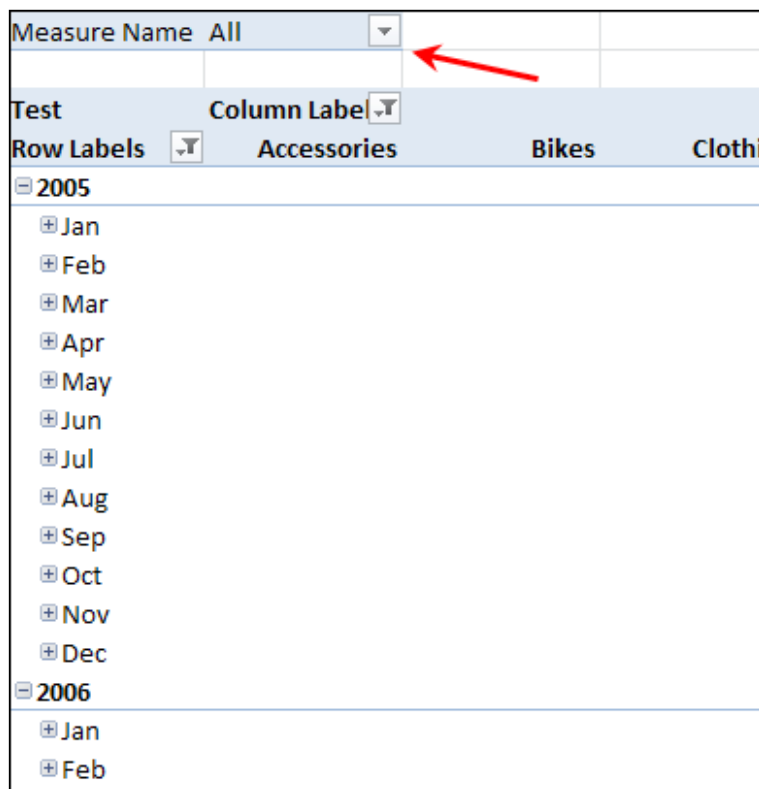 Measure Name All
Test Column Label
Row Labels Accessories Bikes Clothi
2005
Jan
Feb
Mar
Apr
May
Jun
Jul
Aug
Sep
Oct
Nov
Dec
2006
Jan
Feb